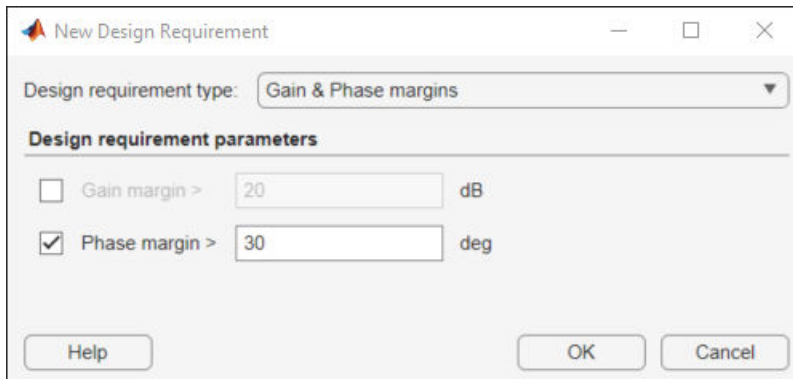 New Design Requirement
Design requirement type: Gain & Phase margins
Design requirement parameters
Gain margin > 20 dB
Phase margin > 30 deg
Help OK Cancel